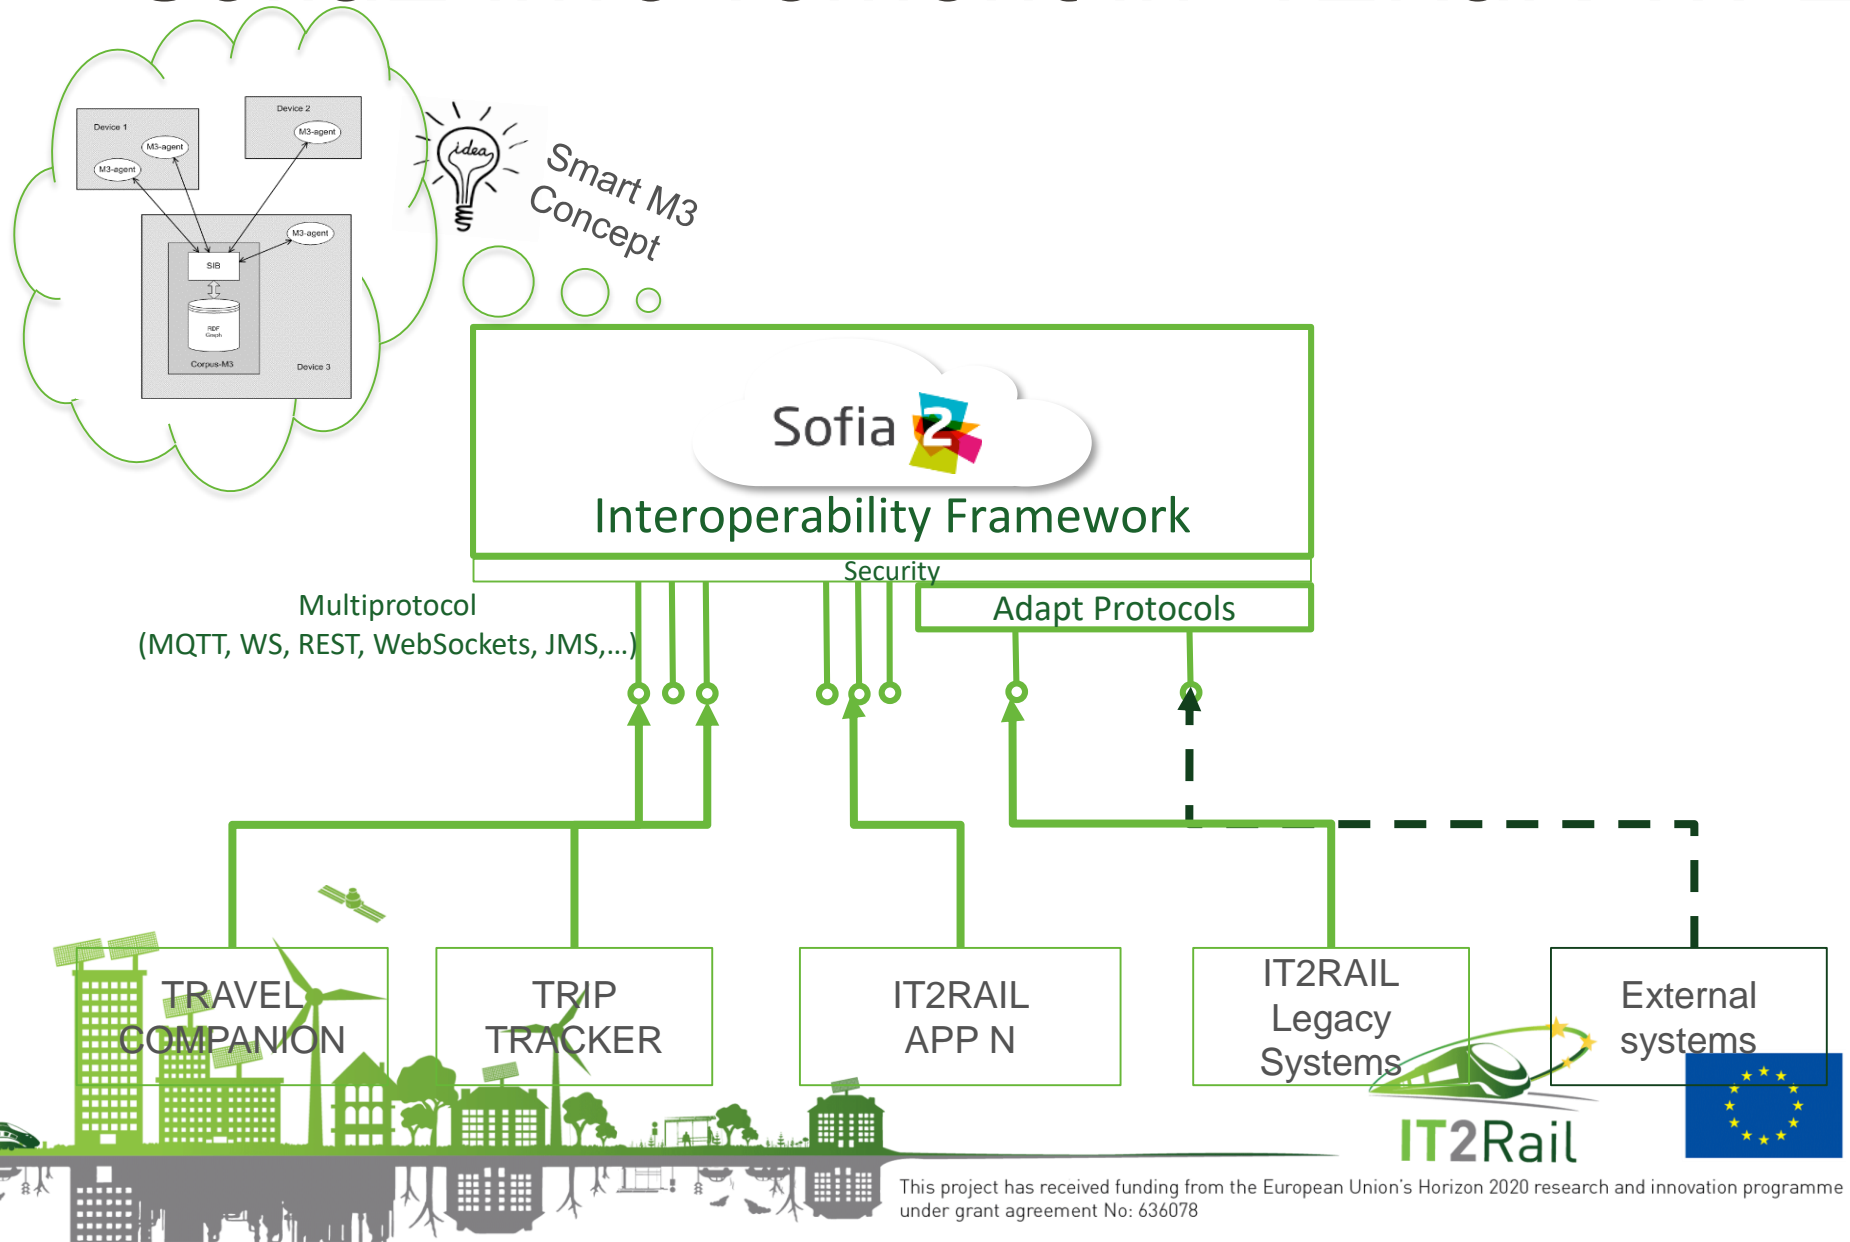 Device 1
M3-agent
M3-agent
Device 2
M3-agent
M3-agent
SIB
RDF
Graph
Corpus-M3
Device 3
idea
Smart M3
Concept
Sofia 2
Interoperability Framework
Security
Multiprotocol
(MQTT, WS, REST, WebSockets, JMS,...)
Adapt Protocols
TRAVEL
COMPANION
TRIP
TRACKER
IT2RAIL
APP N
IT2RAIL
Legacy
Systems
External
systems
IT2Rail
This project has received funding from the European Union's Horizon 2020 research and innovation programme
under grant agreement No: 636078